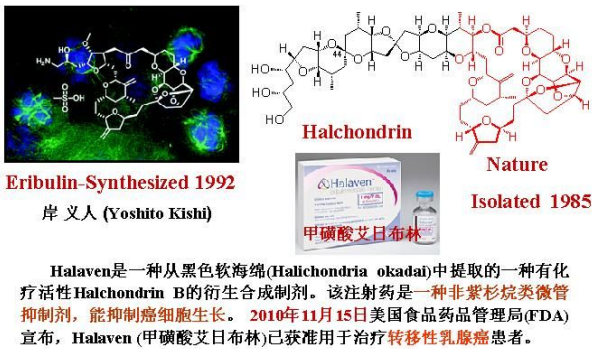 44
H₂N
OH
O
S
OH
HO
HO
HO
Halchondrin
Nature
Isolated 1985
Eribulin-Synthesized 1992
岸 义人 (Yoshito Kishi)
Halaven
甲磺酸艾日布林
Halaven是一种从黑色软海绵(Halichondria okadai)中提取的一种有化
疗活性Halchondrin B的衍生合成制剂。该注射药是一种非紫杉烷类微管
抑制剂，能抑制癌细胞生长。 2010年11月15日美国食品药品管理局(FDA)
宣布，Halaven (甲磺酸艾日布林)已获准用于治疗转移性乳腺癌患者。